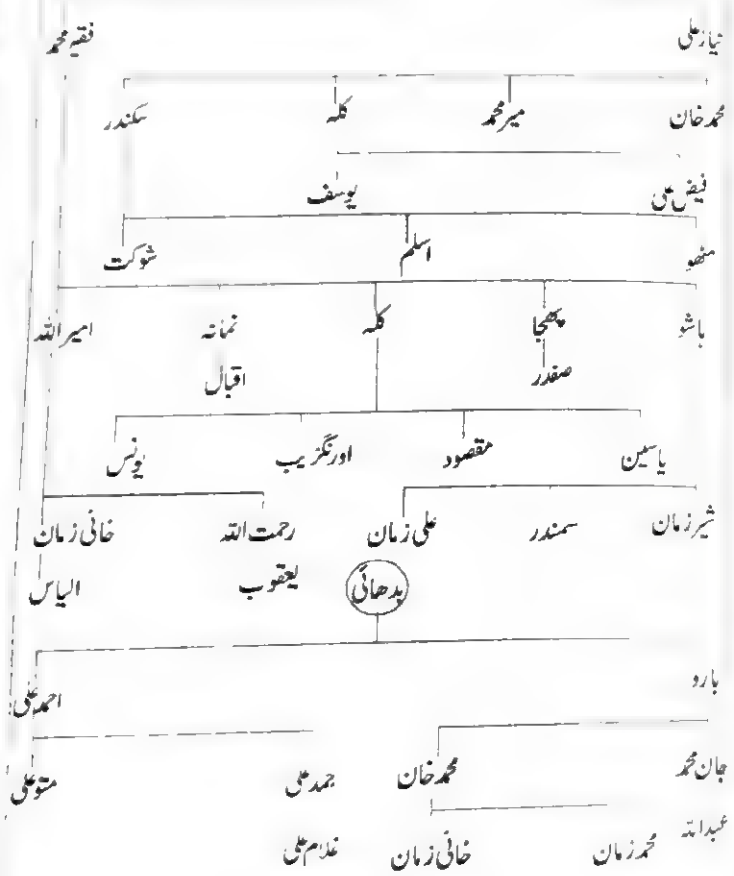 نیاز علی فقیر محمد
محمد خان میر محمد کلہ سکندر
فیض علی یوسف
منصو اسلم شوکت
باشو پھجا کلہ نمانہ امیر اللہ
صفدر اقبال
یاسین مقصود اورنگزیب یونس
شیر زمان سمندر علی زمان رحمت اللہ خانی زمان
یعقوب الیاس
بدھائی
بارو احمد علی
جان محمد محمد خان جمد علی متو علی
عبداللہ محمد زمان خانی زمان غلام علی